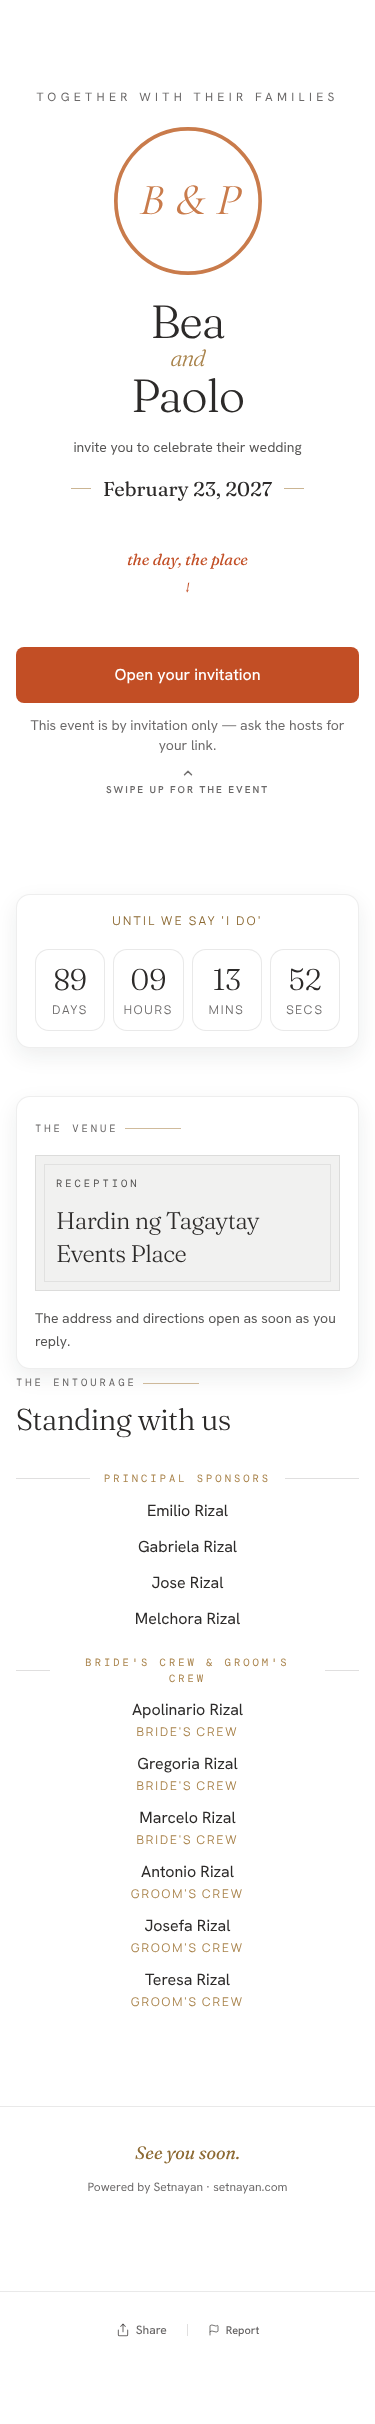 TOGETHER WITH THEIR FAMILIES
B & P
Bea
and
Paolo
invite you to celebrate their wedding
February 23, 2027
the day, the place
Open your invitation
This event is by invitation only — ask the hosts for
your link.
SWIPE UP FOR THE EVENT
UNTIL WE SAY 'I DO'
89 09 13 52
DAYS HOURS MINS SECS
THE VENUE
RECEPTION
Hardin ng Tagaytay
Events Place
The address and directions open as soon as you
reply.
THE ENTOURAGE
Standing with us
PRINCIPAL SPONSORS
Emilio Rizal
Gabriela Rizal
Jose Rizal
Melchora Rizal
BRIDE'S CREW & GROOM'S
CREW
Apolinario Rizal
BRIDE'S CREW
Gregoria Rizal
BRIDE'S CREW
Marcelo Rizal
BRIDE'S CREW
Antonio Rizal
GROOM'S CREW
Josefa Rizal
GROOM'S CREW
Teresa Rizal
GROOM'S CREW
See you soon.
Powered by Setnayan · setnayan.com
Share
Report